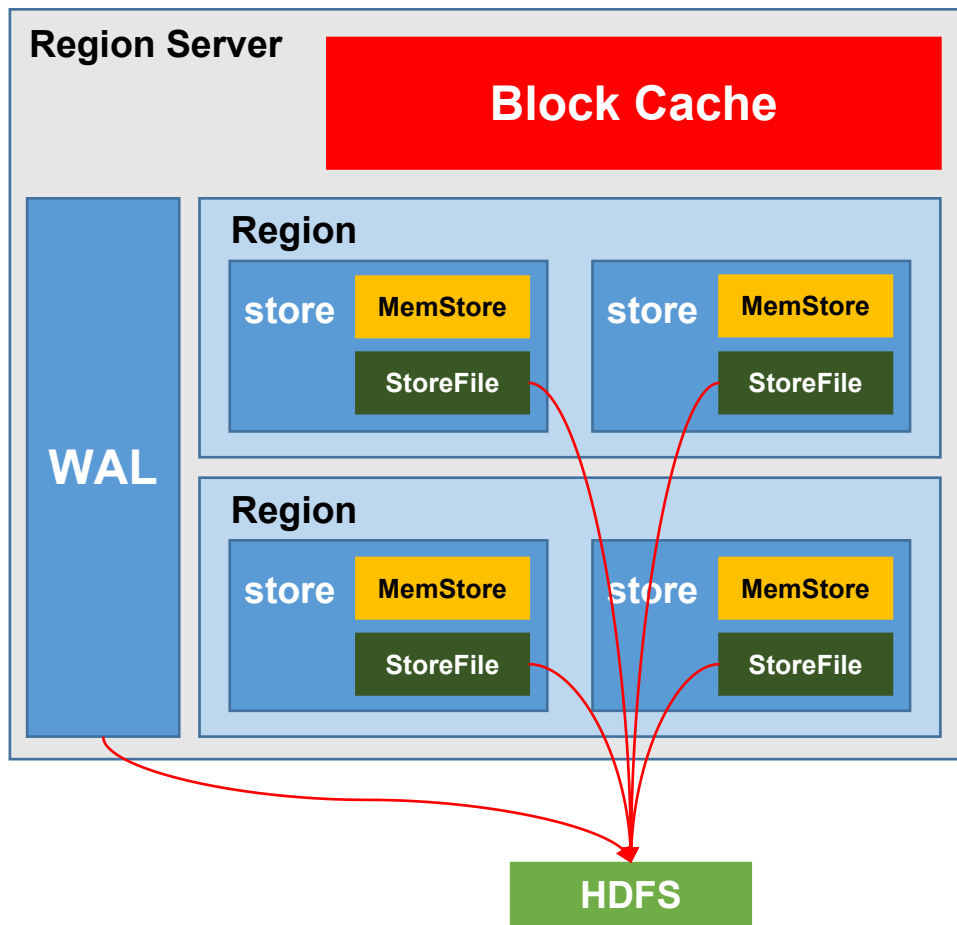 Region Server
Block Cache
WAL
Region
store
MemStore
StoreFile
store
MemStore
StoreFile
Region
store
MemStore
StoreFile
store
MemStore
StoreFile
HDFS